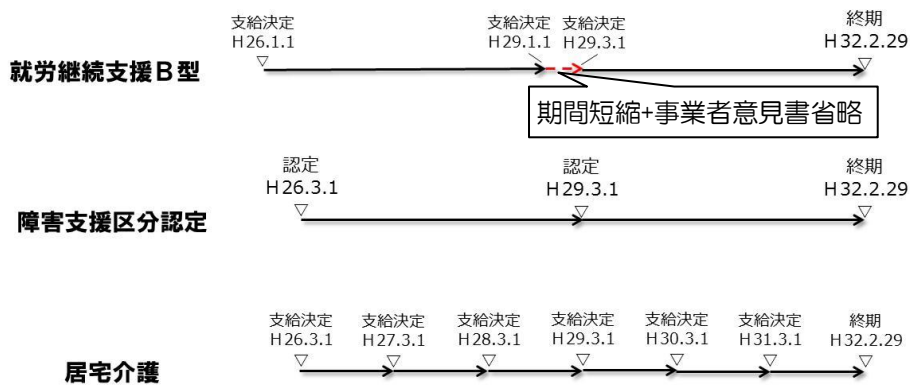 支給決定
H26.1.1
支給決定
H29.1.1
支給決定
H29.3.1
終期
H32.2.29
就労継続支援B型
期間短縮+事業者意見書省略
認定
H26.3.1
認定
H29.3.1
終期
H32.2.29
障害支援区分認定
支給決定
H26.3.1
支給決定
H27.3.1
支給決定
H28.3.1
支給決定
H29.3.1
支給決定
H30.3.1
支給決定
H31.3.1
終期
H32.2.29
居宅介護